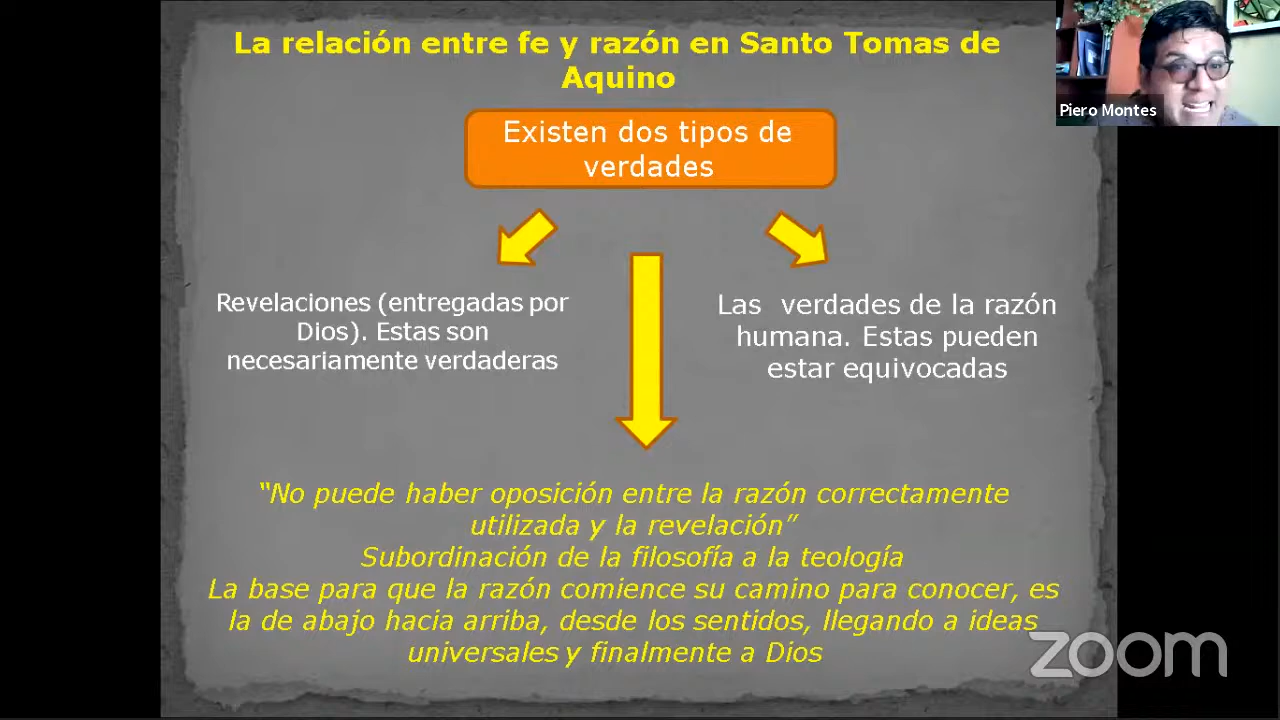 La relación entre fe y razón en Santo Tomas de
Aquino
Piero Montes
Existen dos tipos de
verdades
Revelaciones (entregadas por
Dios). Estas son
necesariamente verdaderas
Las verdades de la razón
humana. Estas pueden
estar equivocadas
“No puede haber oposición entre la razón correctamente
utilizada y la revelación”
Subordinación de la filosofía a la teología
La base para que la razón comience su camino para conocer, es
la de abajo hacia arriba, desde los sentidos, llegando a ideas
universales y finalmente a Dios
zoom